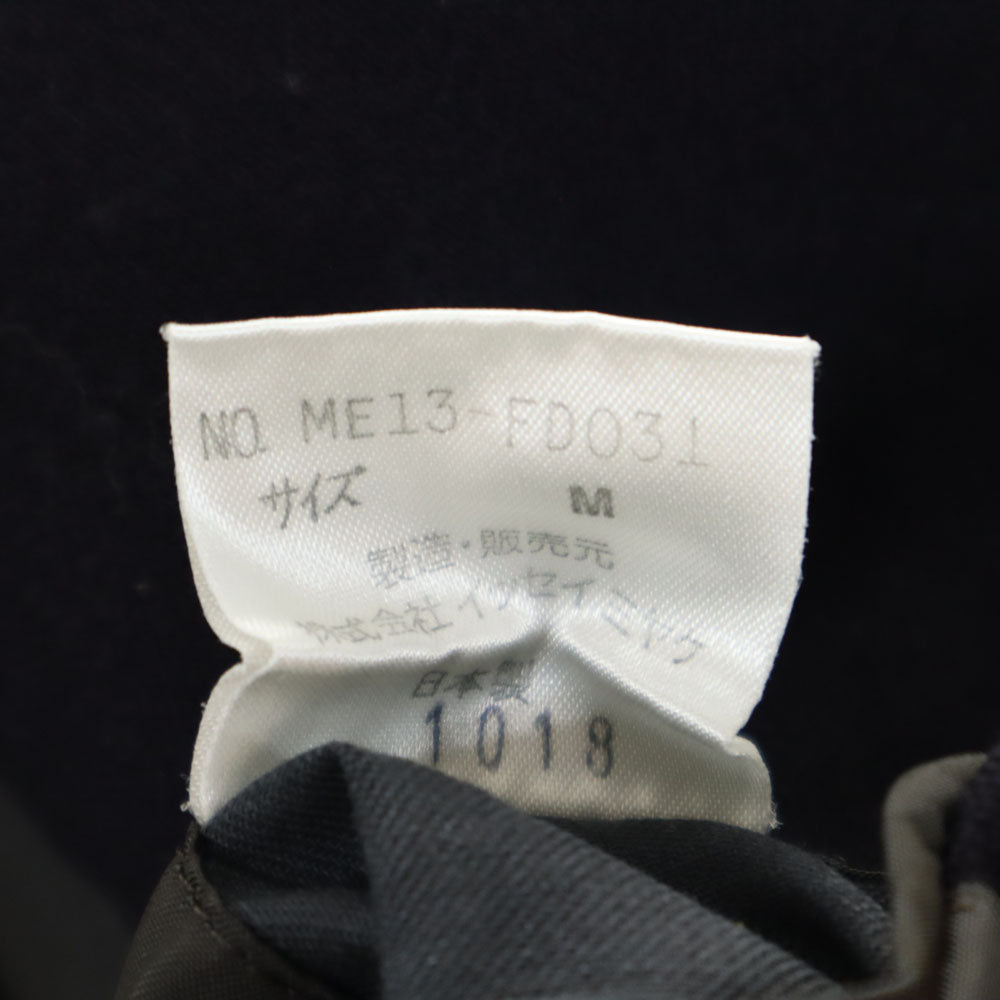 NO. ME13-FD031
サイズ M
製造・販売元
株式会社 イッセイ ミヤケ
日本製
1018